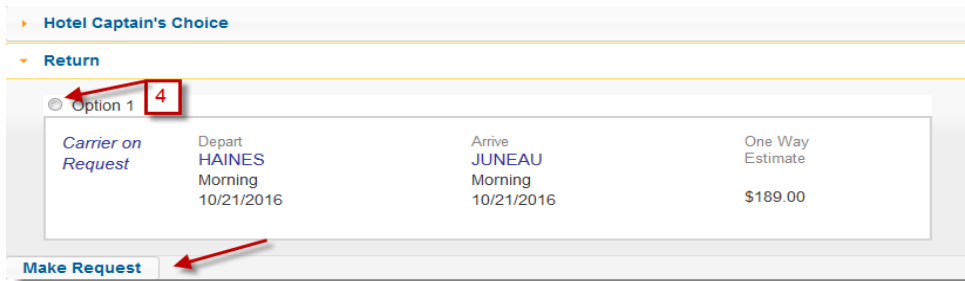 Hotel Captain's Choice
Return
4
Option 1
Carrier on Request
Depart
HAINES
Morning
10/21/2016
Arrive
JUNEAU
Morning
10/21/2016
One Way
Estimate
$189.00
Make Request